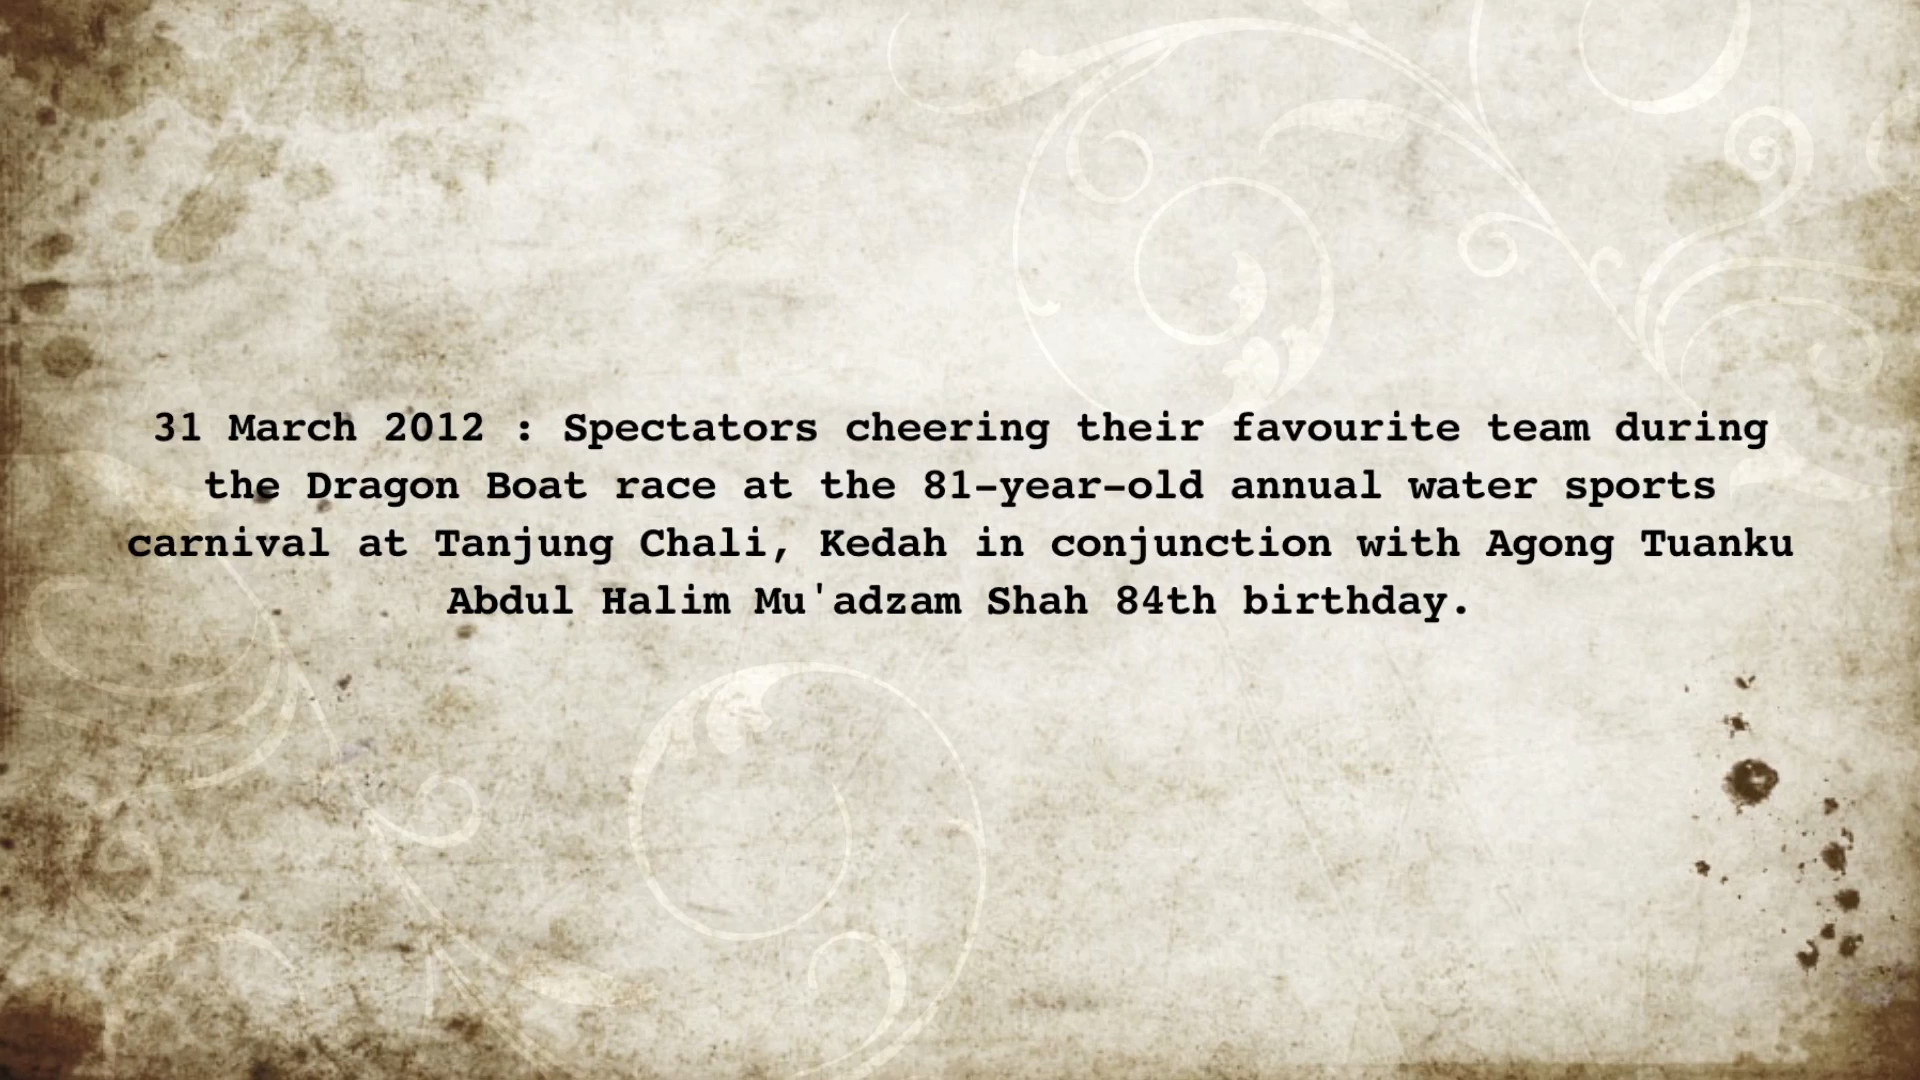 31 March 2012 : Spectators cheering their favourite team during
the Dragon Boat race at the 81-year-old annual water sports
carnival at Tanjung Chali, Kedah in conjunction with Agong Tuanku
Abdul Halim Mu'adzam Shah 84th birthday.